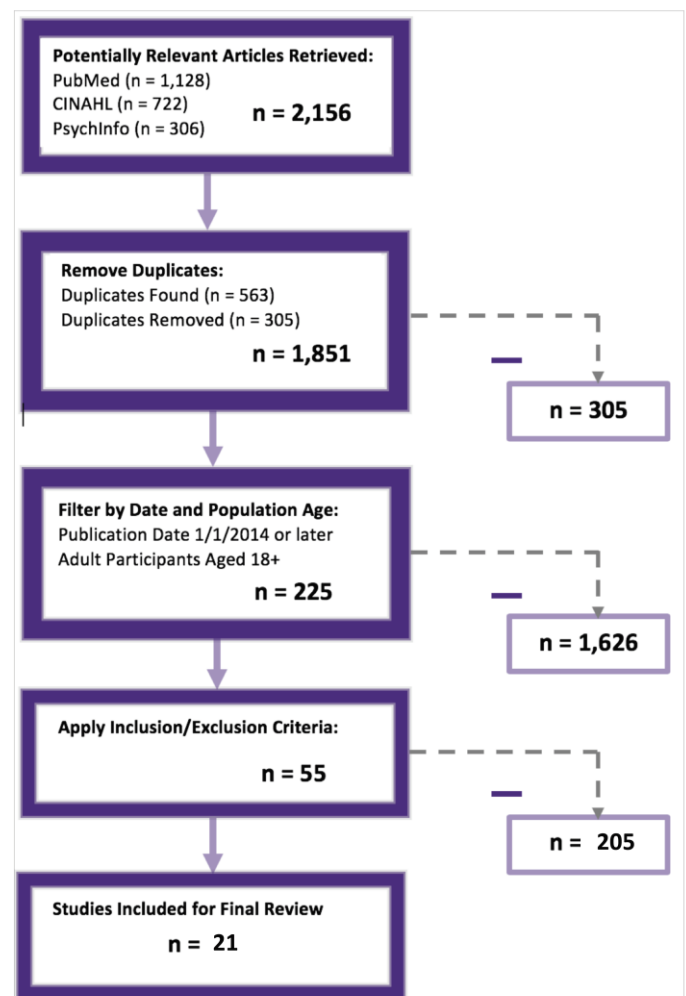 Potentially Relevant Articles Retrieved:
PubMed (n = 1,128)
CINAHL (n = 722)
PsychInfo (n = 306)
n = 2,156
Remove Duplicates:
Duplicates Found (n = 563)
Duplicates Removed (n = 305)
n = 1,851
n = 305
Filter by Date and Population Age:
Publication Date 1/1/2014 or later
Adult Participants Aged 18+
n = 225
n = 1,626
Apply Inclusion/Exclusion Criteria:
n = 55
n = 205
Studies Included for Final Review
n = 21